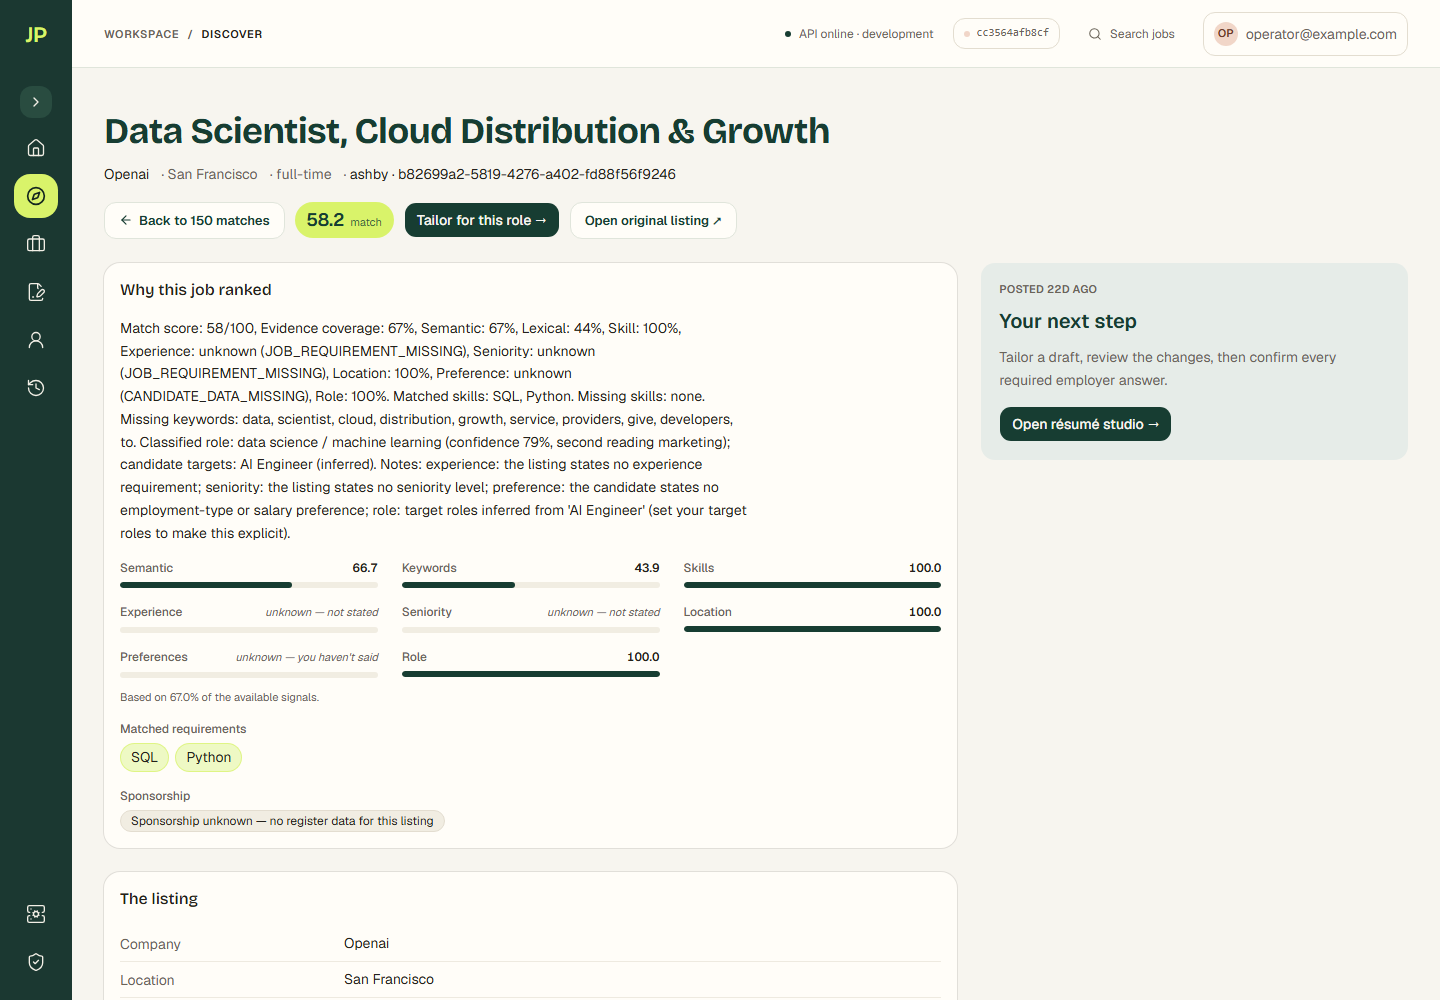 JP
WORKSPACE / DISCOVER
API online · development
cc3564afb8cf
Search jobs
OP operator@example.com
Data Scientist, Cloud Distribution & Growth
Openai · San Francisco · full-time · ashby · b82699a2-5819-4276-a402-fd88f56f9246
← Back to 150 matches
58.2 match
Tailor for this role →
Open original listing ↗
Why this job ranked
Match score: 58/100, Evidence coverage: 67%, Semantic: 67%, Lexical: 44%, Skill: 100%,
Experience: unknown (JOB_REQUIREMENT_MISSING), Seniority: unknown
(JOB_REQUIREMENT_MISSING), Location: 100%, Preference: unknown
(CANDIDATE_DATA_MISSING), Role: 100%. Matched skills: SQL, Python. Missing skills: none.
Missing keywords: data, scientist, cloud, distribution, growth, service, providers, give, developers,
to. Classified role: data science / machine learning (confidence 79%, second reading marketing);
candidate targets: AI Engineer (inferred). Notes: experience: the listing states no experience
requirement; seniority: the listing states no seniority level; preference: the candidate states no
employment-type or salary preference; role: target roles inferred from 'AI Engineer' (set your target
roles to make this explicit).
Semantic 66.7
Keywords 43.9
Skills 100.0
Experience unknown — not stated
Seniority unknown — not stated
Location 100.0
Preferences unknown — you haven't said
Role 100.0
Based on 67.0% of the available signals.
Matched requirements
SQL
Python
Sponsorship
Sponsorship unknown — no register data for this listing
POSTED 22D AGO
Your next step
Tailor a draft, review the changes, then confirm every
required employer answer.
Open résumé studio →
The listing
Company Openai
Location San Francisco